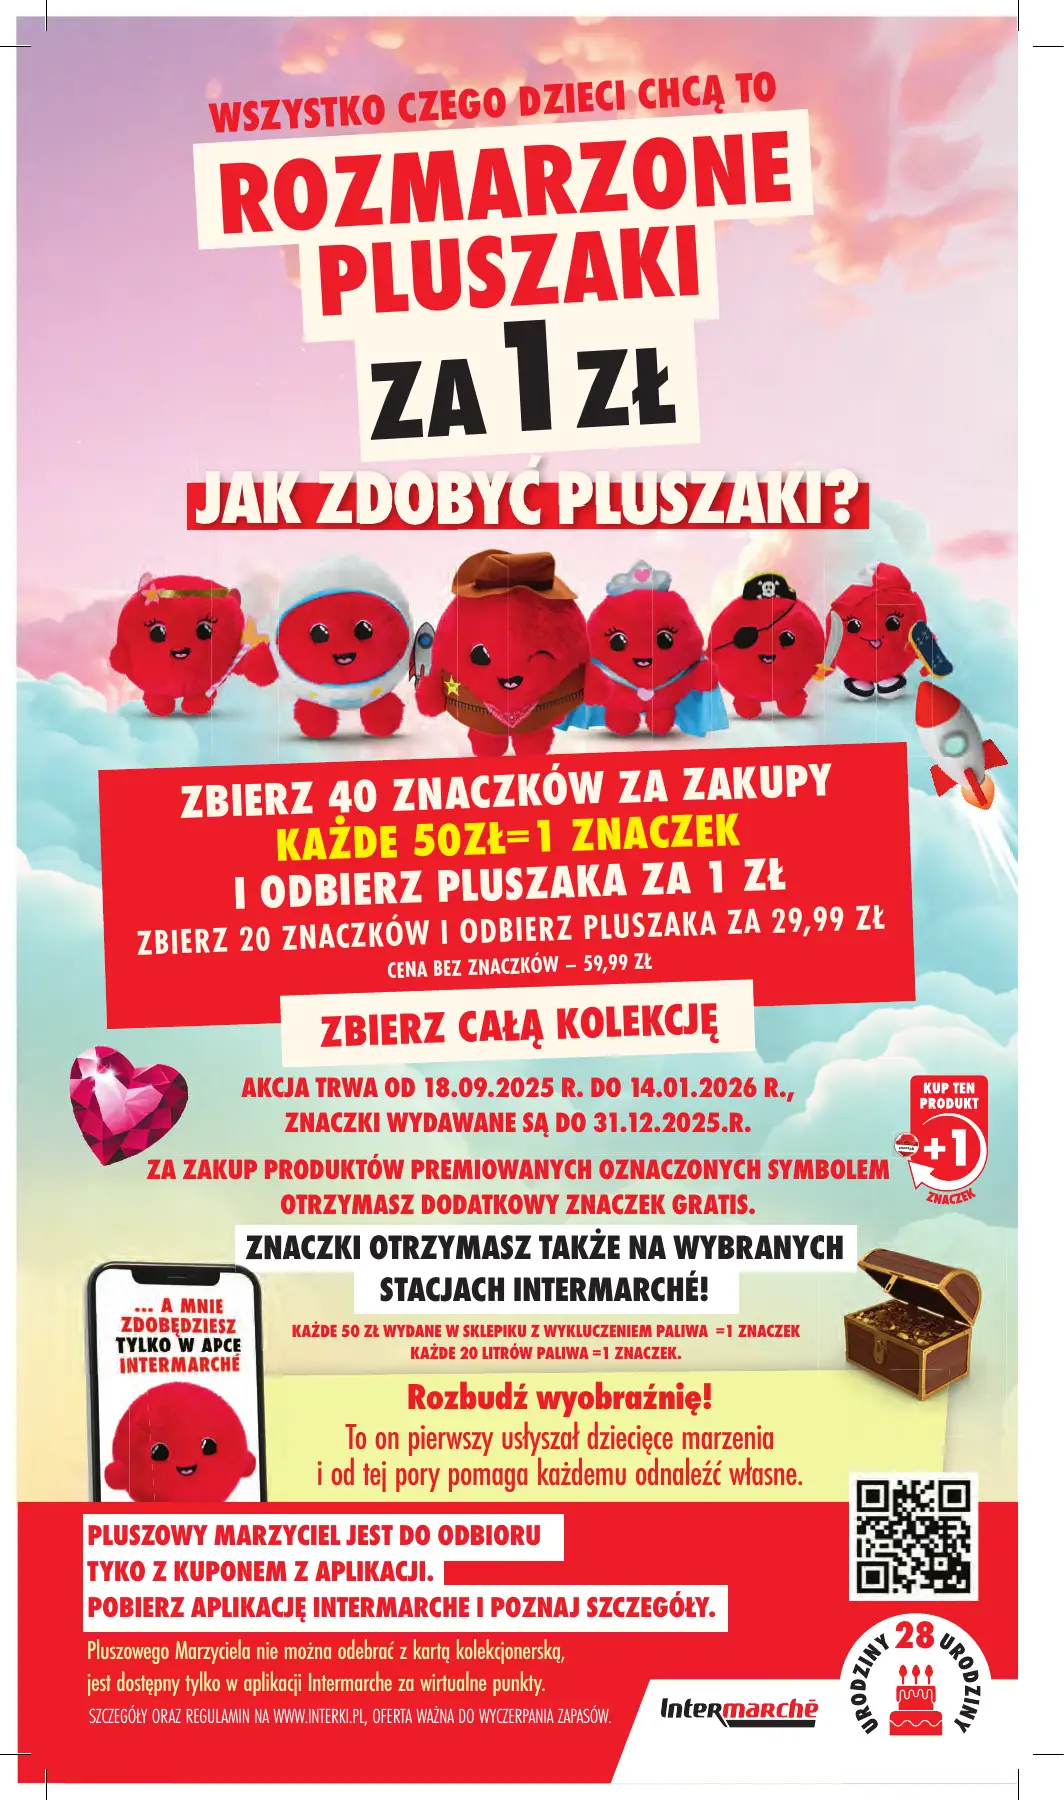 WSZYSTKO CZEGO DZIECI CHCĄ TO
ROZMARZONE
PLUSZAKI
ZA 1 ZŁ
JAK ZDOBYĆ PLUSZAKI?
ZBIERZ 40 ZNACZKÓW ZA ZAKUPY
KAŻDE 50ZŁ=1 ZNACZEK
I ODBIERZ PLUSZAKA ZA 1 ZŁ
ZBIERZ 20 ZNACZKÓW I ODBIERZ PLUSZAKA ZA 29,99 ZŁ
CENA BEZ ZNACZKÓW – 59,99 ZŁ
ZBIERZ CAŁĄ KOLEKCJĘ
AKCJA TRWA OD 18.09.2025 R. DO 14.01.2026 R.,
ZNACZKI WYDAWANE SĄ DO 31.12.2025.R.
KUP TEN
PRODUKT
+1
ZNACZEK
ZA ZAKUP PRODUKTÓW PREMIOWANYCH OZNACZONYCH SYMBOLEM
OTRZYMASZ DODATKOWY ZNACZEK GRATIS.
ZNACZKI OTRZYMASZ TAKŻE NA WYBRANYCH
STACJACH INTERMARCHÉ!
KAŻDE 50 ZŁ WYDANE W SKLEPIKU Z WYKLUCZENIEM PALIWA =1 ZNACZEK
KAŻDE 20 LITRÓW PALIWA =1 ZNACZEK.
... A MNIE
ZDOBĘDZIESZ
TYLKO W APCE
INTERMARCHÉ
Rozbudź wyobraźnię!
To on pierwszy usłyszał dziecięce marzenia
i od tej pory pomaga każdemu odnaleźć własne.
PLUSZOWY MARZYCIEL JEST DO ODBIORU
TYKO Z KUPONEM Z APLIKACJI.
POBIERZ APLIKACJĘ INTERMARCHE I POZNAJ SZCZEGÓŁY.
Pluszowego Marzyciela nie można odebrać z kartą kolekcjonerską,
jest dostępny tylko w aplikacji Intermarche za wirtualne punkty.
SZCZEGÓŁY ORAZ REGULAMIN NA WWW.INTERKI.PL, OFERTA WAŻNA DO WYCZERPANIA ZAPASÓW.
Intermarchē
URODZINY 28 URODZINY